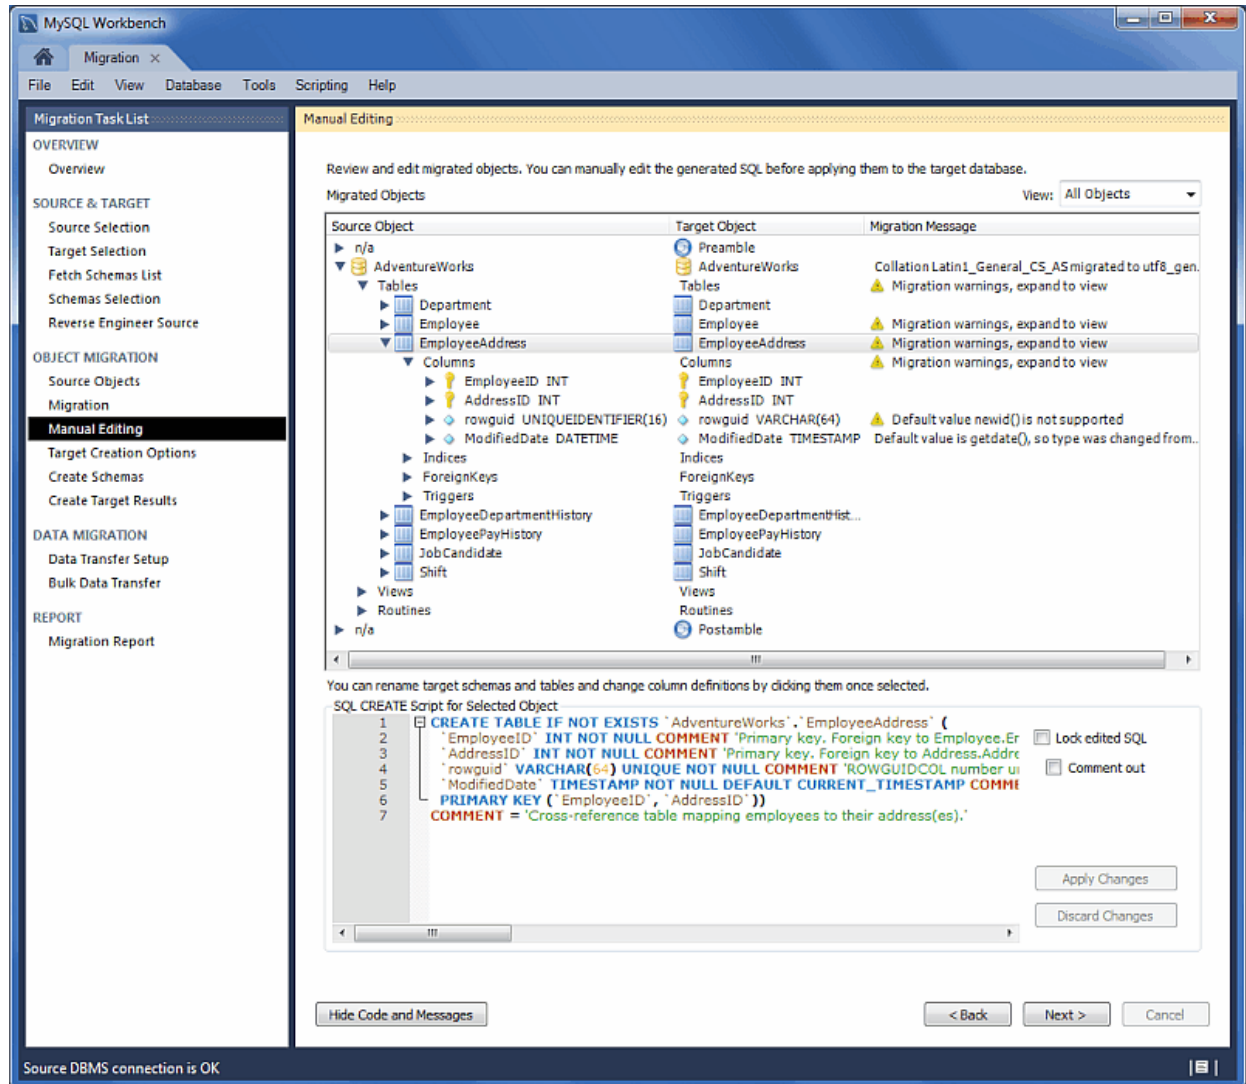 MySQL Workbench
Migration
File Edit View Database Tools Scripting Help
Migration Task List
OVERVIEW
Overview
SOURCE & TARGET
Source Selection
Target Selection
Fetch Schemas List
Schemas Selection
Reverse Engineer Source
OBJECT MIGRATION
Source Objects
Migration
Manual Editing
Target Creation Options
Create Schemas
Create Target Results
DATA MIGRATION
Data Transfer Setup
Bulk Data Transfer
REPORT
Migration Report
Manual Editing
Review and edit migrated objects. You can manually edit the generated SQL before applying them to the target database.
Migrated Objects View: All Objects
Source Object Target Object Migration Message
n/a Preamble
AdventureWorks AdventureWorks Collation Latin1_General_CS_AS migrated to utf8_gen.
Tables Tables Migration warnings, expand to view
Department Department
Employee Employee Migration warnings, expand to view
EmployeeAddress EmployeeAddress Migration warnings, expand to view
Columns Columns Migration warnings, expand to view
EmployeeID INT EmployeeID INT
AddressID INT AddressID INT
rowguid UNIQUEIDENTIFIER(16) rowguid VARCHAR(64) Default value newid() is not supported
ModifiedDate DATETIME ModifiedDate TIMESTAMP Default value is getdate(), so type was changed from...
Indices Indices
ForeignKeys ForeignKeys
Triggers Triggers
EmployeeDepartmentHistory EmployeeDepartmentHist...
EmployeePayHistory EmployeePayHistory
JobCandidate JobCandidate
Shift Shift
Views Views
Routines Routines
n/a Postamble
You can rename target schemas and tables and change column definitions by clicking them once selected.
SQL CREATE Script for Selected Object
1 CREATE TABLE IF NOT EXISTS `AdventureWorks`.`EmployeeAddress` (
2 `EmployeeID` INT NOT NULL COMMENT 'Primary key. Foreign key to Employee.Er
3 `AddressID` INT NOT NULL COMMENT 'Primary key. Foreign key to Address.Addre
4 `rowguid` VARCHAR(64) UNIQUE NOT NULL COMMENT 'ROWGUIDCOL number u
5 `ModifiedDate` TIMESTAMP NOT NULL DEFAULT CURRENT_TIMESTAMP COMME
6 PRIMARY KEY (`EmployeeID`, `AddressID`))
7 COMMENT = 'Cross-reference table mapping employees to their address(es).'
Lock edited SQL
Comment out
Apply Changes
Discard Changes
Hide Code and Messages < Back Next > Cancel
Source DBMS connection is OK